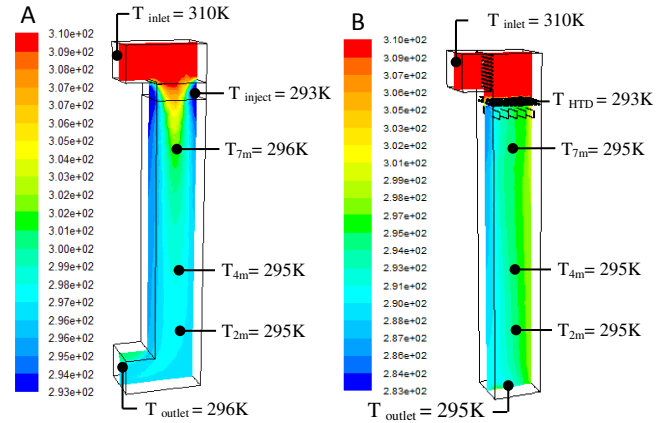 A
T inlet = 310K
3.10e+02
3.09e+02
3.08e+02
3.07e+02
3.07e+02
3.06e+02
3.05e+02
3.04e+02
3.03e+02
3.02e+02
3.02e+02
3.01e+02
3.00e+02
2.99e+02
2.98e+02
2.97e+02
2.96e+02
2.96e+02
2.95e+02
2.94e+02
2.93e+02
T inject = 293K
T7m= 296K
T4m= 295K
T2m= 295K
T outlet = 296K
B
T inlet = 310K
3.10e+02
3.09e+02
3.07e+02
3.06e+02
3.05e+02
3.03e+02
3.02e+02
3.01e+02
2.99e+02
2.98e+02
2.97e+02
2.95e+02
2.94e+02
2.92e+02
2.91e+02
2.90e+02
2.88e+02
2.87e+02
2.86e+02
2.84e+02
2.83e+02
T HTD = 293K
T7m= 295K
T4m= 295K
T2m= 295K
T outlet = 295K